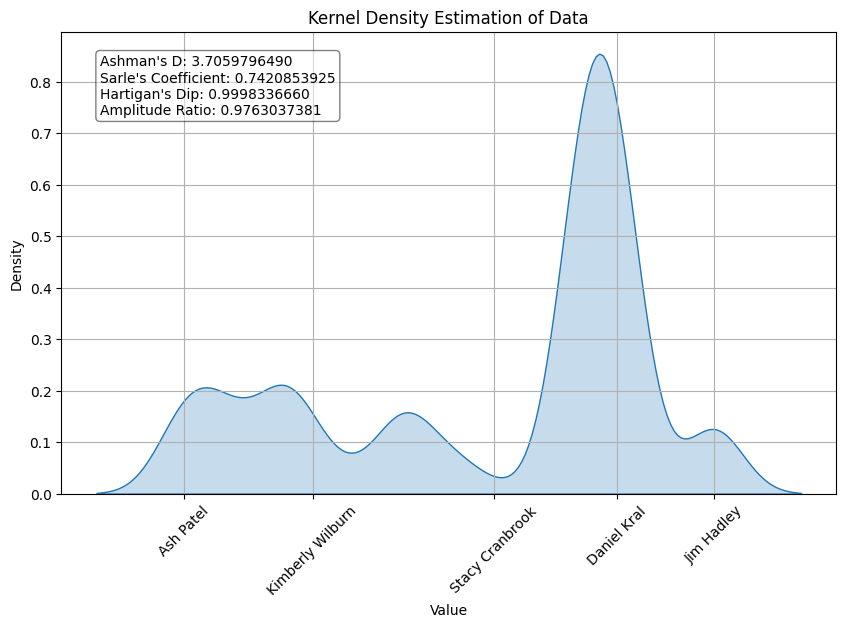 Kernel Density Estimation of Data
Ashman's D: 3.7059796490
Sarle's Coefficient: 0.7420853925
Hartigan's Dip: 0.9998336660
Amplitude Ratio: 0.9763037381
Density
0.8
0.7
0.6
0.5
0.4
0.3
0.2
0.1
0.0
Ash Patel
Kimberly Wilburn
Stacy Cranbrook
Daniel Kral
Jim Hadley
Value